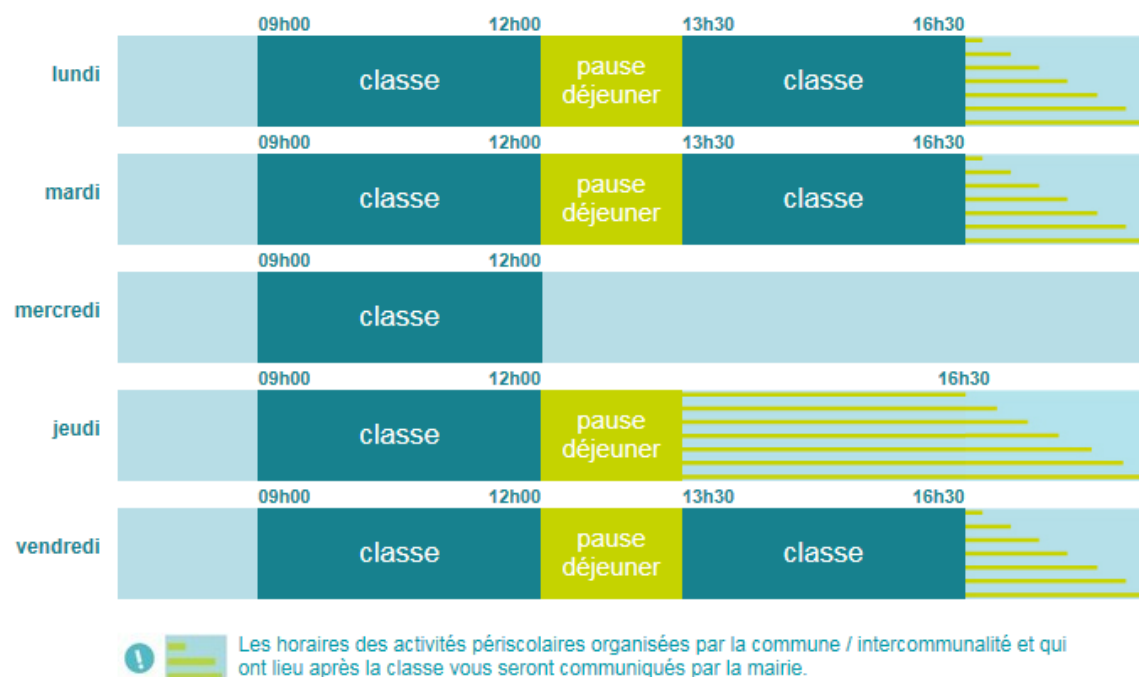 09h00 12h00 13h30 16h30
lundi classe pause déjeuner classe
09h00 12h00 13h30 16h30
mardi classe pause déjeuner classe
09h00 12h00
mercredi classe
09h00 12h00 16h30
jeudi classe pause déjeuner
09h00 12h00 13h30 16h30
vendredi classe pause déjeuner classe
! Les horaires des activités périscolaires organisées par la commune / intercommunalité et qui
ont lieu après la classe vous seront communiqués par la mairie.